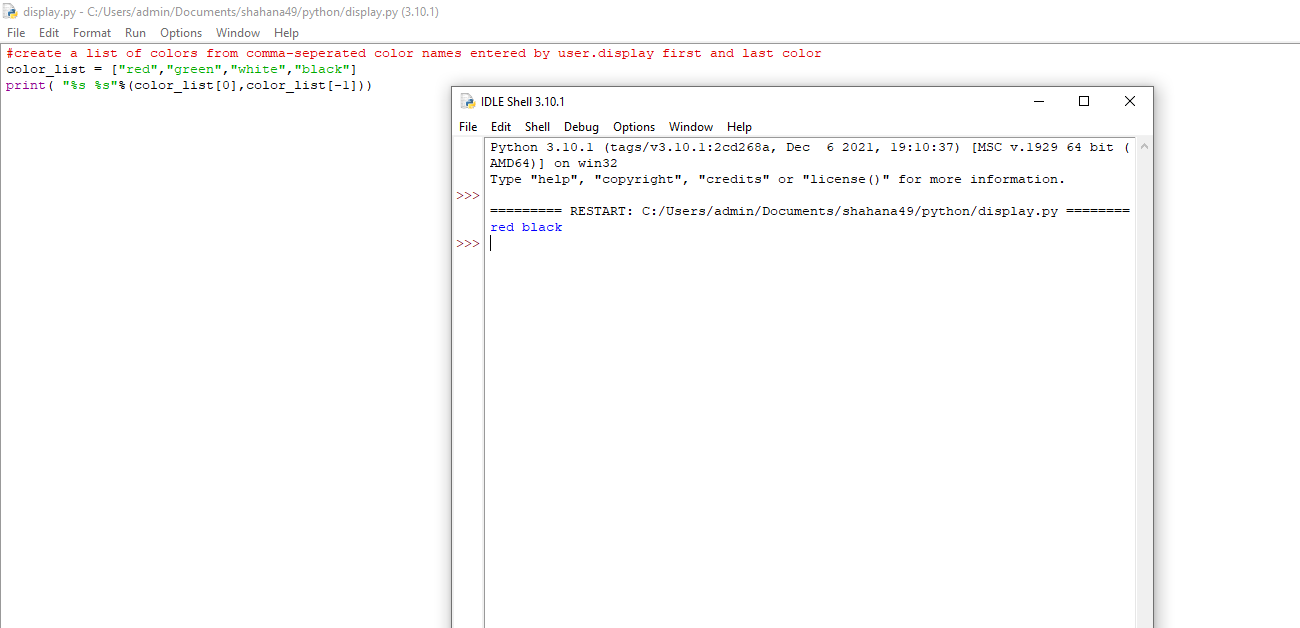 display.py - C:/Users/admin/Documents/shahana49/python/display.py (3.10.1)
File Edit Format Run Options Window Help
#create a list of colors from comma-seperated color names entered by user.display first and last color
color_list = ["red","green","white","black"]
print( "%s %s"%(color_list[0],color_list[-1]))
IDLE Shell 3.10.1
File Edit Shell Debug Options Window Help
Python 3.10.1 (tags/v3.10.1:2cd268a, Dec  6 2021, 19:10:37) [MSC v.1929 64 bit (
AMD64)] on win32
Type "help", "copyright", "credits" or "license()" for more information.
>>>
========= RESTART: C:/Users/admin/Documents/shahana49/python/display.py ========
red black
>>>